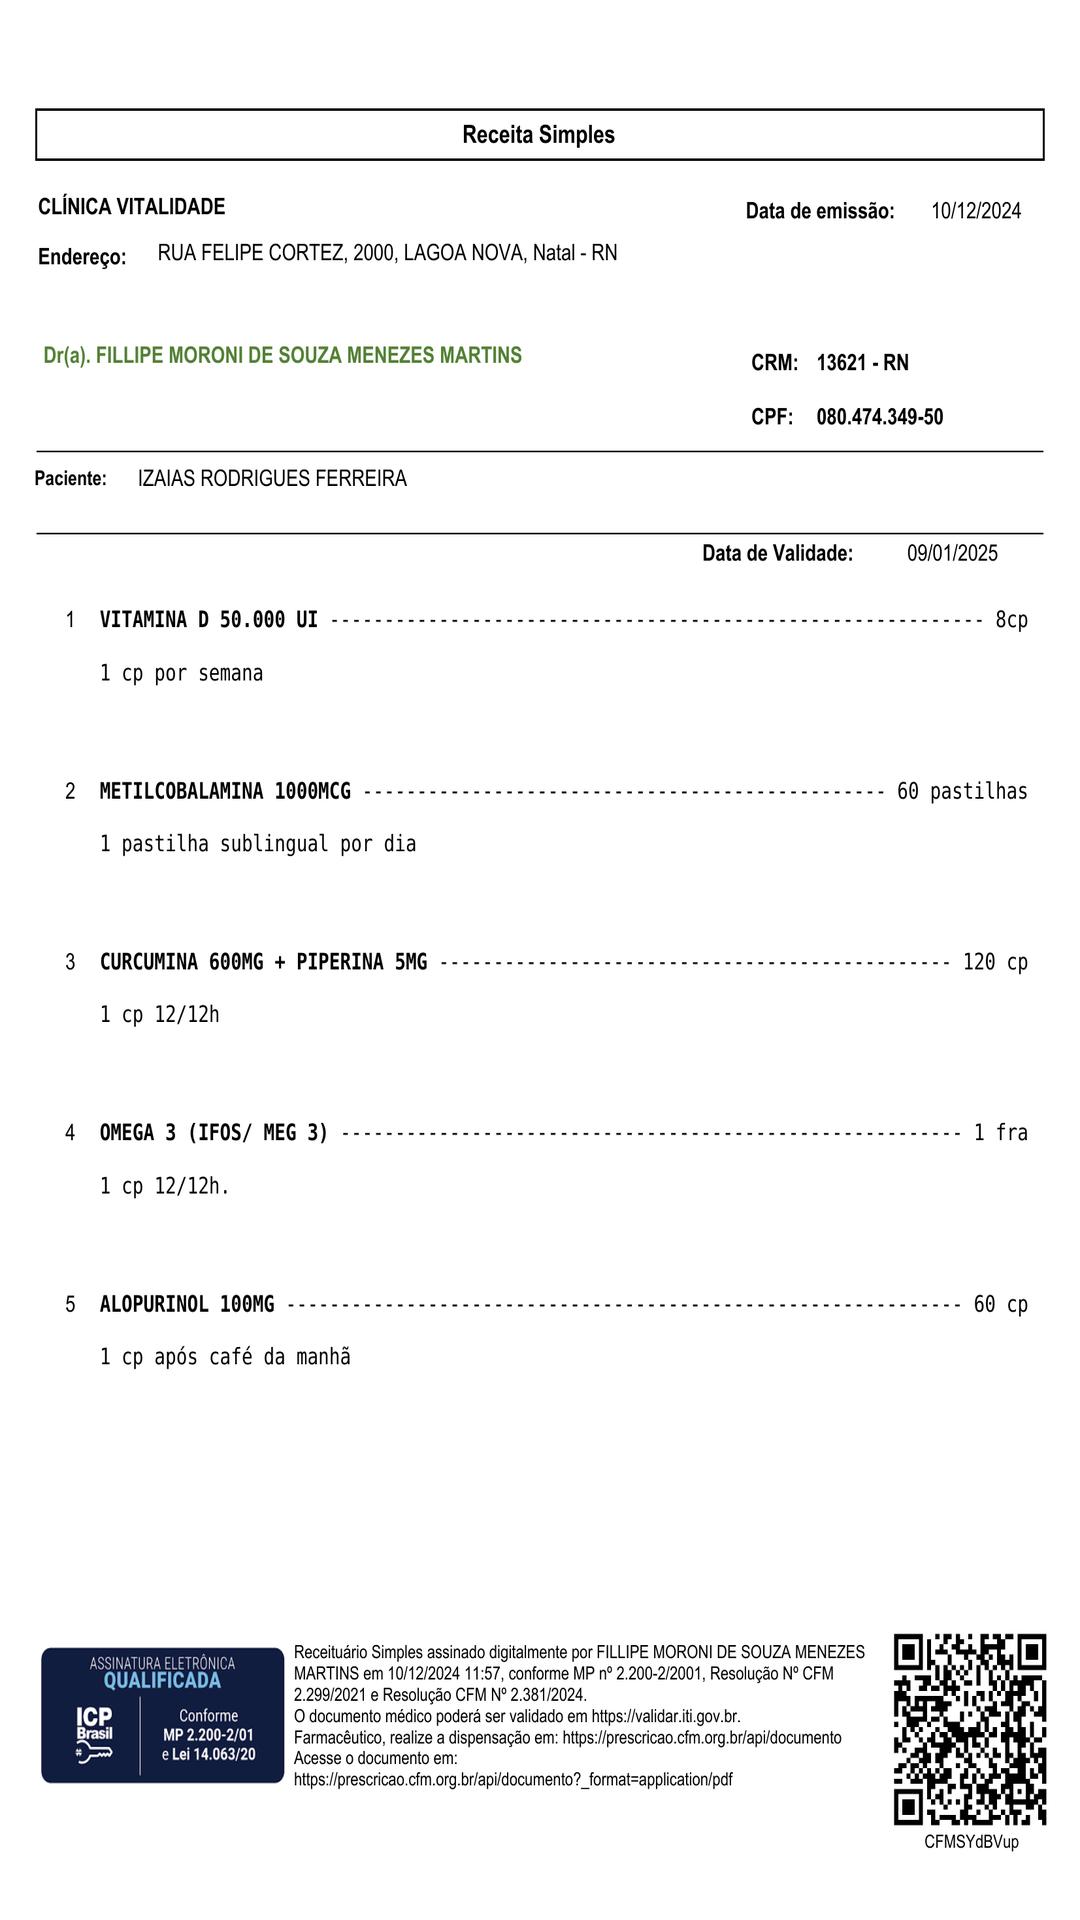 Receita Simples
CLÍNICA VITALIDADE
Data de emissão: 10/12/2024
Endereço: RUA FELIPE CORTEZ, 2000, LAGOA NOVA, Natal - RN
Dr(a). FILLIPE MORONI DE SOUZA MENEZES MARTINS
CRM: 13621 - RN
CPF: 080.474.349-50
Paciente: IZAIAS RODRIGUES FERREIRA
Data de Validade: 09/01/2025
1 VITAMINA D 50.000 UI ------------------------------------------------------------ 8cp
1 cp por semana
2 METILCOBALAMINA 1000MCG ------------------------------------------------ 60 pastilhas
1 pastilha sublingual por dia
3 CURCUMINA 600MG + PIPERINA 5MG ----------------------------------------------- 120 cp
1 cp 12/12h
4 OMEGA 3 (IFOS/ MEG 3) --------------------------------------------------------- 1 fra
1 cp 12/12h.
5 ALOPURINOL 100MG -------------------------------------------------------------- 60 cp
1 cp após café da manhã
ASSINATURA ELETRÔNICA
QUALIFICADA
ICP
Brasil
Conforme
MP 2.200-2/01
e Lei 14.063/20
Receituário Simples assinado digitalmente por FILLIPE MORONI DE SOUZA MENEZES
MARTINS em 10/12/2024 11:57, conforme MP nº 2.200-2/2001, Resolução Nº CFM
2.299/2021 e Resolução CFM Nº 2.381/2024.
O documento médico poderá ser validado em https://validar.iti.gov.br.
Farmacêutico, realize a dispensação em: https://prescricao.cfm.org.br/api/documento
Acesse o documento em:
https://prescricao.cfm.org.br/api/documento?_format=application/pdf
CFMSYdBVup